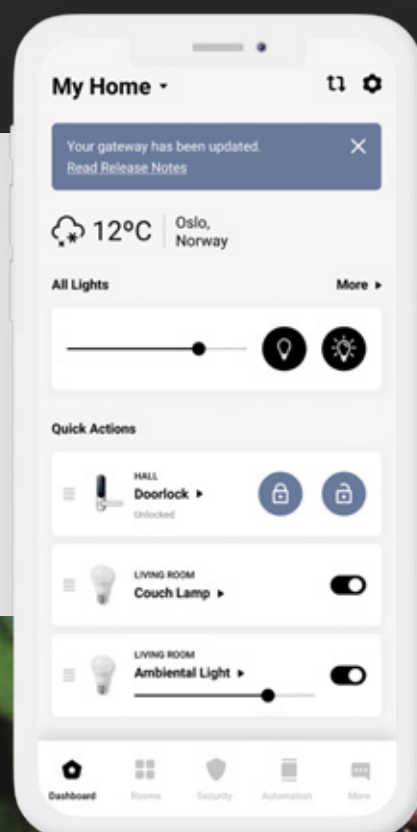 My Home
Your gateway has been updated.
Read Release Notes
12°C
Oslo,
Norway
All Lights
More
Quick Actions
HALL
Doorlock
Unlocked
LIVING ROOM
Couch Lamp
LIVING ROOM
Ambiental Light
Dashboard
Rooms
Security
Automation
More